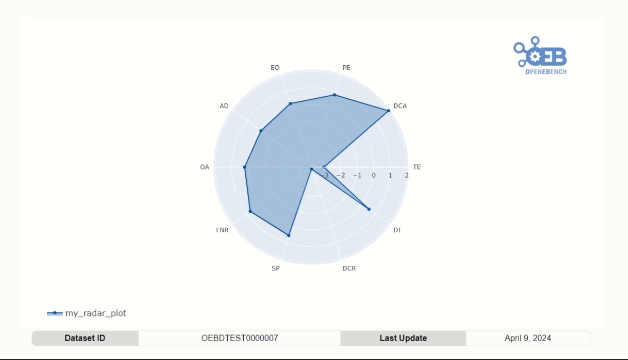 OEB
OPENEBENCH
EO
PE
AO
DCA
OA
-3 −2 −1 0 1 2
TE
FNR
DI
SP
DCR
my_radar_plot
Dataset ID OEBDTEST0000007 Last Update April 9, 2024